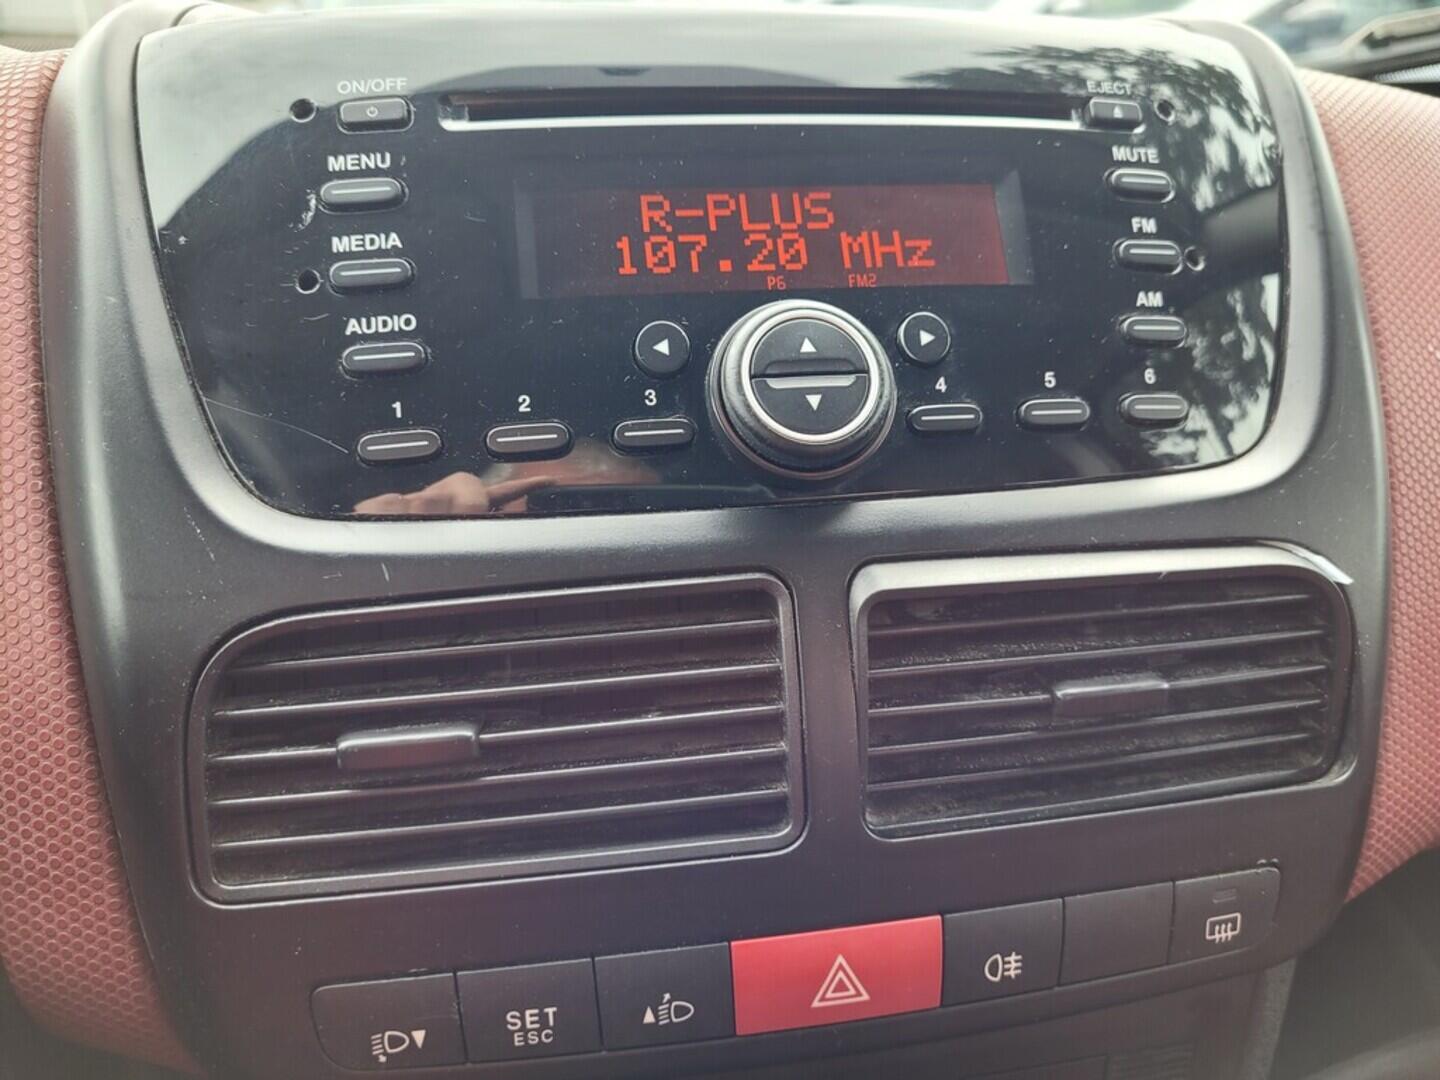 ON/OFF
EJECT
MENU
MUTE
MEDIA
FM
AUDIO
AM
R-PLUS
107.20 MHz
P6 FM2
1 2 3 4 5 6
SET
ESC